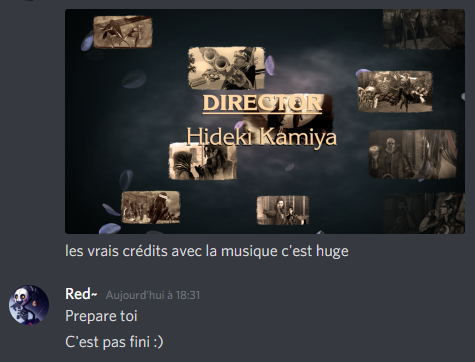 DIRECTOR
Hideki Kamiya
les vrais crédits avec la musique c'est huge
Red~ Aujourd'hui à 18:31
Prepare toi
C'est pas fini :)